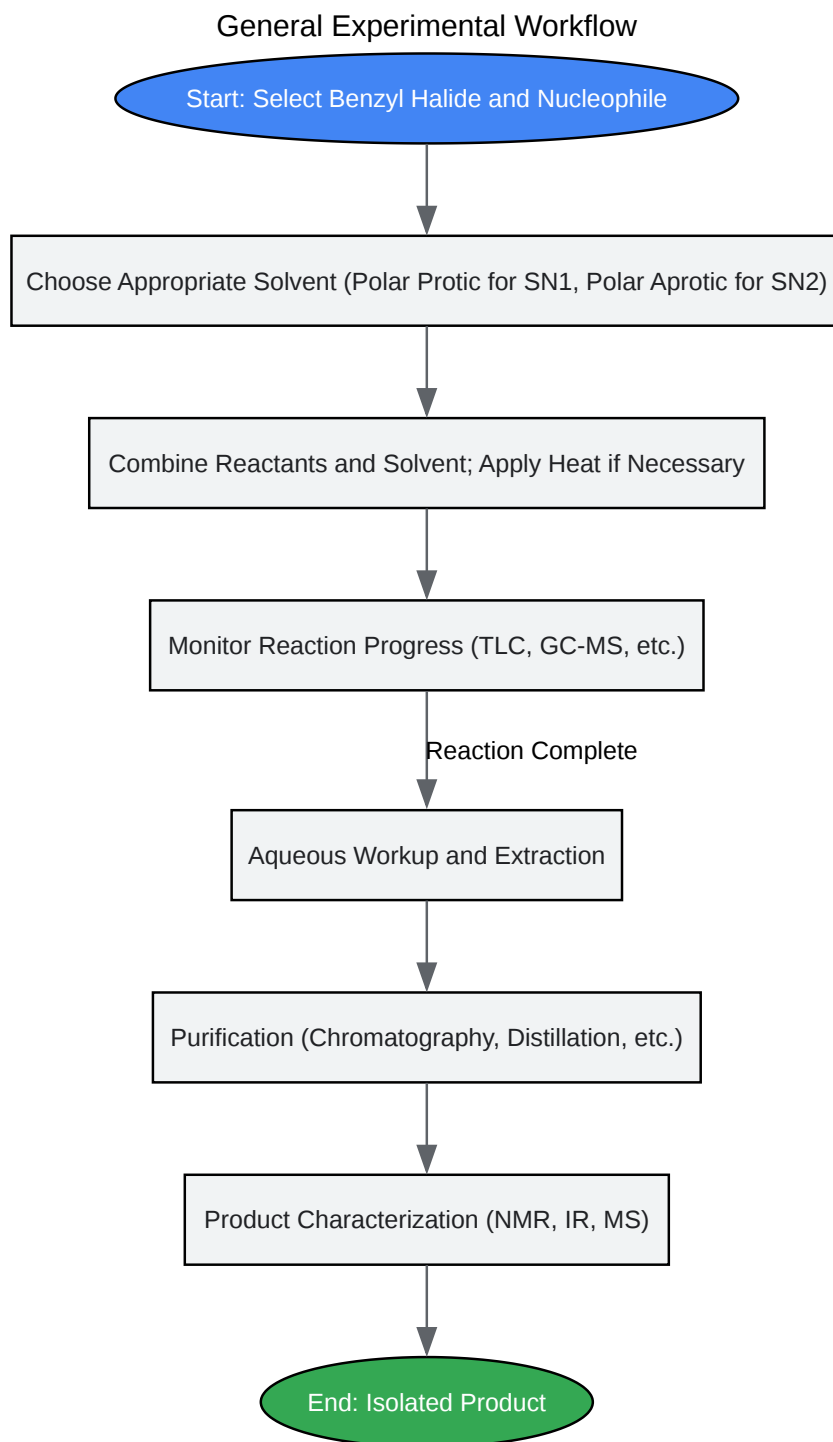 General Experimental Workflow
Start: Select Benzyl Halide and Nucleophile
Choose Appropriate Solvent (Polar Protic for SN1, Polar Aprotic for SN2)
Combine Reactants and Solvent; Apply Heat if Necessary
Monitor Reaction Progress (TLC, GC-MS, etc.)
Reaction Complete
Aqueous Workup and Extraction
Purification (Chromatography, Distillation, etc.)
Product Characterization (NMR, IR, MS)
End: Isolated Product